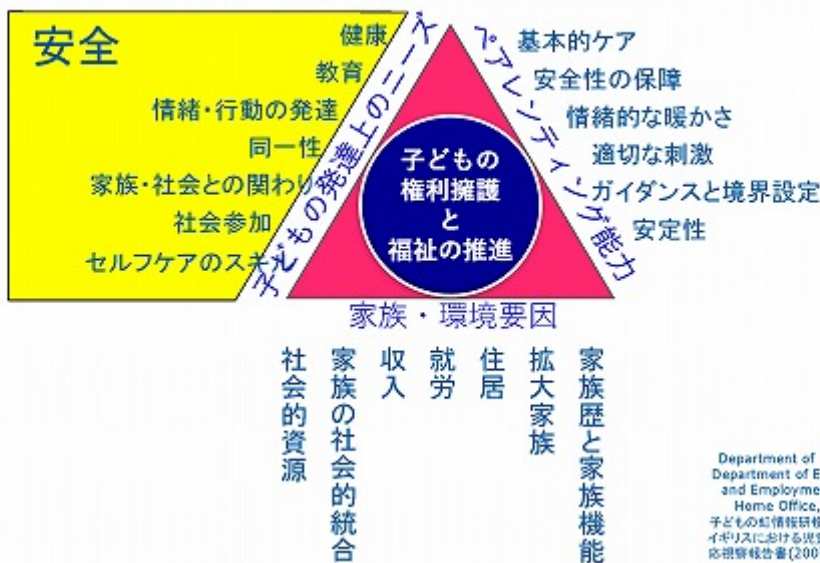 安全
健康
教育
情緒・行動の発達
同一性
家族・社会との関わり
社会参加
セルフケアのスキ
子どもの発達上のニーズ
子どもの
権利擁護
と
福祉の推進
ペアレンティング能力
基本的ケア
安全性の保障
情緒的な暖かさ
適切な刺激
ガイダンスと境界設定
安定性
家族・環境要因
社会的資源
家族の社会的統合
収入
就労
住居
拡大家族
家族歴と家族機能
Department of
Department of E
and Employme
Home Office,
子どもの虹情報研修
イギリスにおける児
応視察報告書(200